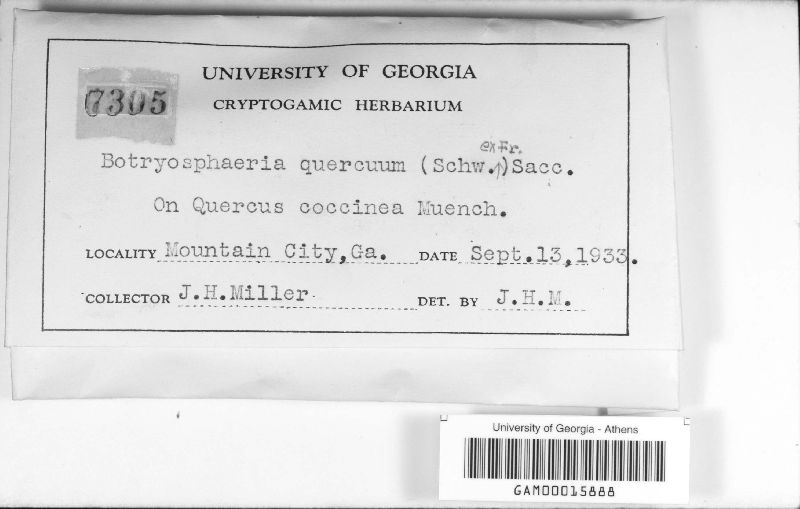 UNIVERSITY OF GEORGIA
CRYPTOGAMIC HERBARIUM
7305
ex Fr.
Botryosphaeria quercuum (Schw.↑)Sacc.
On Quercus coccinea Muench.
LOCALITY Mountain City,Ga. DATE Sept.13,1933.
COLLECTOR J.H.Miller DET. BY J.H.M.
University of Georgia - Athens
GAM00015888